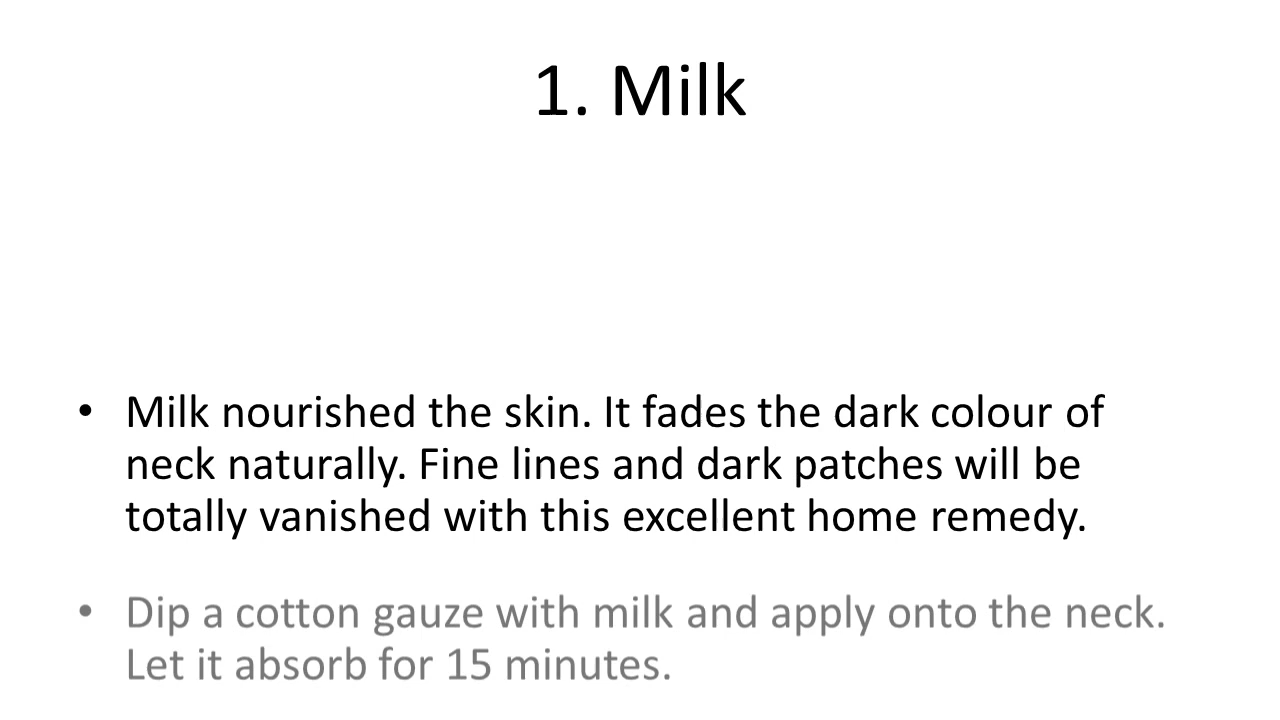 1. Milk
• Milk nourished the skin. It fades the dark colour of
neck naturally. Fine lines and dark patches will be
totally vanished with this excellent home remedy.
• Dip a cotton gauze with milk and apply onto the neck.
Let it absorb for 15 minutes.